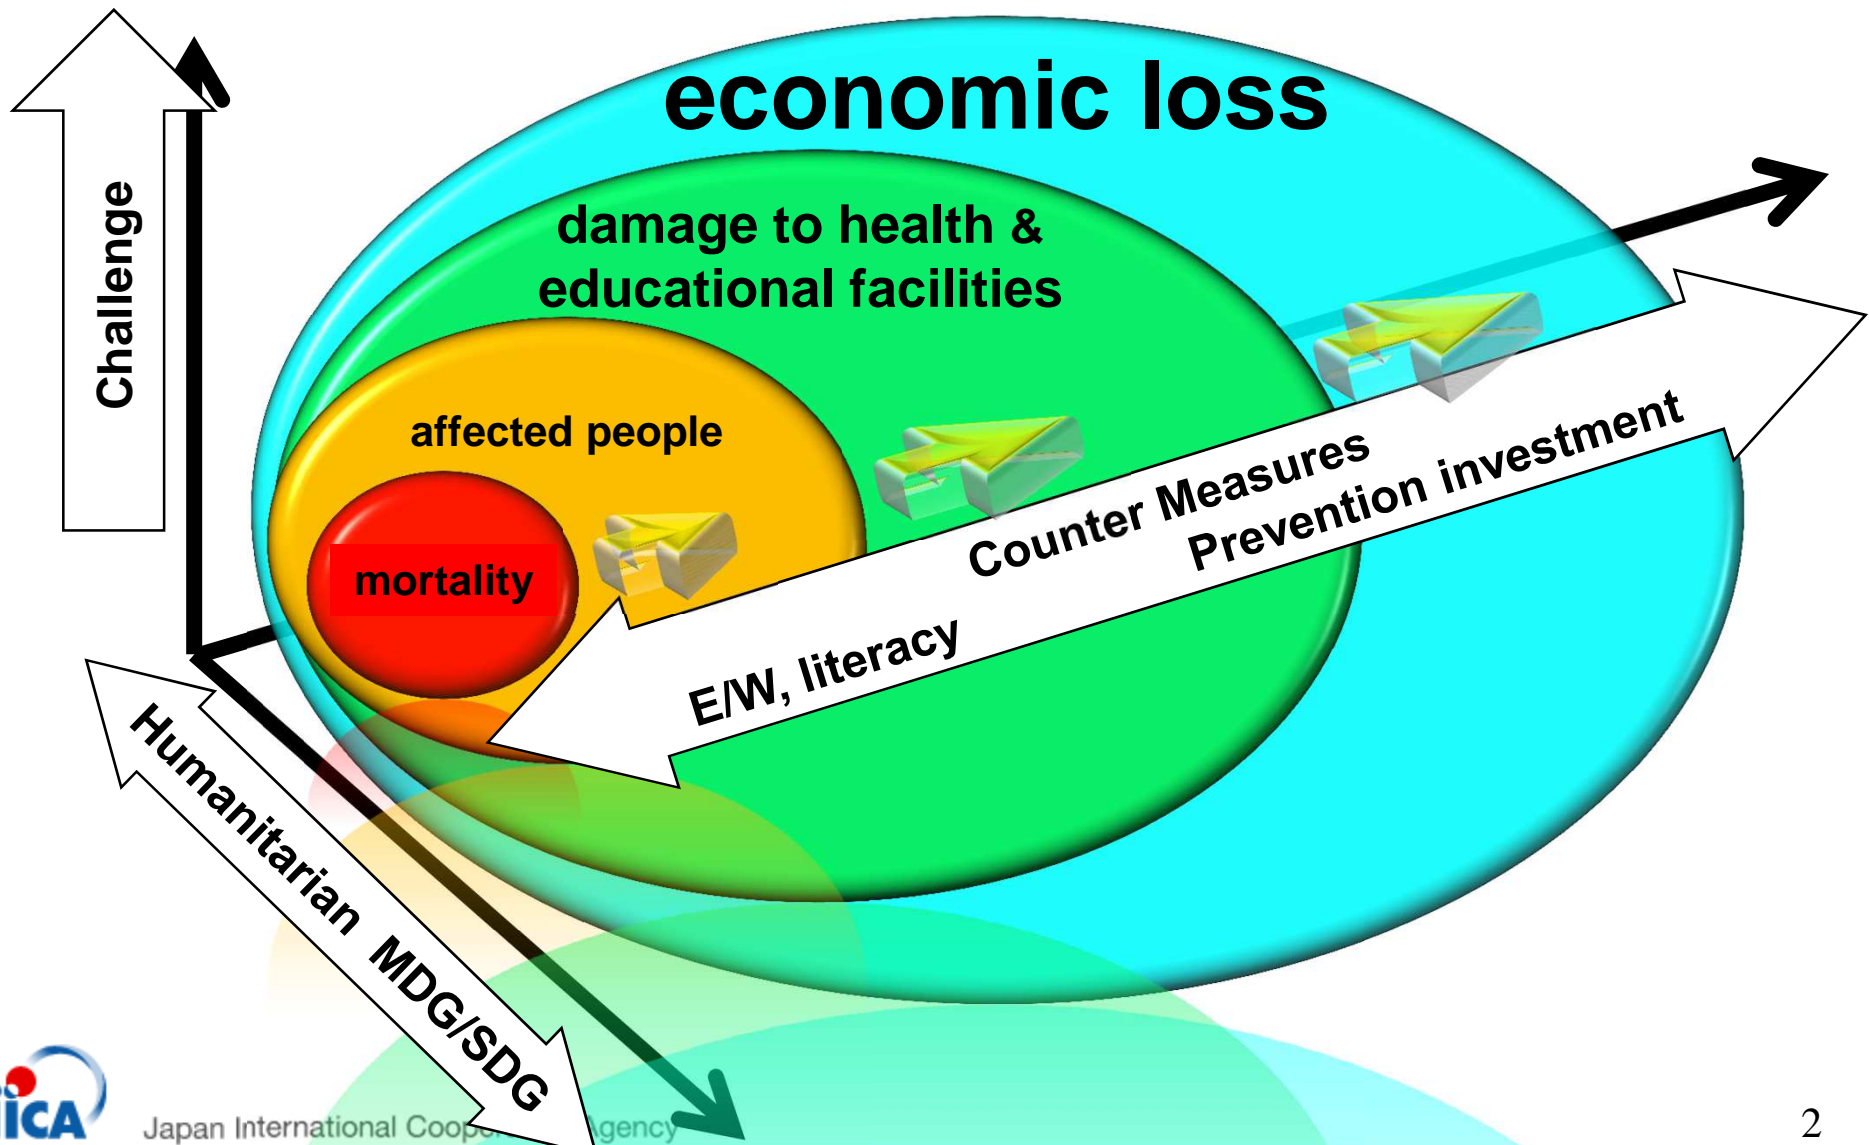 economic loss
Challenge
damage to health &
educational facilities
affected people
mortality
Counter Measures
Prevention investment
E/W, literacy
Humanitarian MDG/SDG
Japan International Agency
2